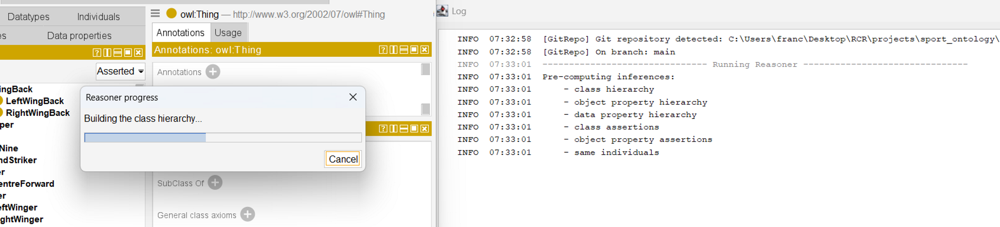 Datatypes
Individuals
es
Data properties
Asserted
ingBack
LeftWingBack
RightWingBack
per
Nine
ndStriker
er
entreForward
er
eftWinger
ghtWinger
owl:Thing — http://www.w3.org/2002/07/owl#Thing
Annotations
Usage
Annotations: owl:Thing
Annotations
Reasoner progress
Building the class hierarchy...
Cancel
SubClass Of
General class axioms
Log
INFO 07:32:58 [GitRepo] Git repository detected: C:\Users\franc\Desktop\RCR\projects\sport_ontology\
INFO 07:32:58 [GitRepo] On branch: main
INFO 07:33:01 ------------------------------- Running Reasoner -------------------------------
INFO 07:33:01 Pre-computing inferences:
INFO 07:33:01 - class hierarchy
INFO 07:33:01 - object property hierarchy
INFO 07:33:01 - data property hierarchy
INFO 07:33:01 - class assertions
INFO 07:33:01 - object property assertions
INFO 07:33:01 - same individuals